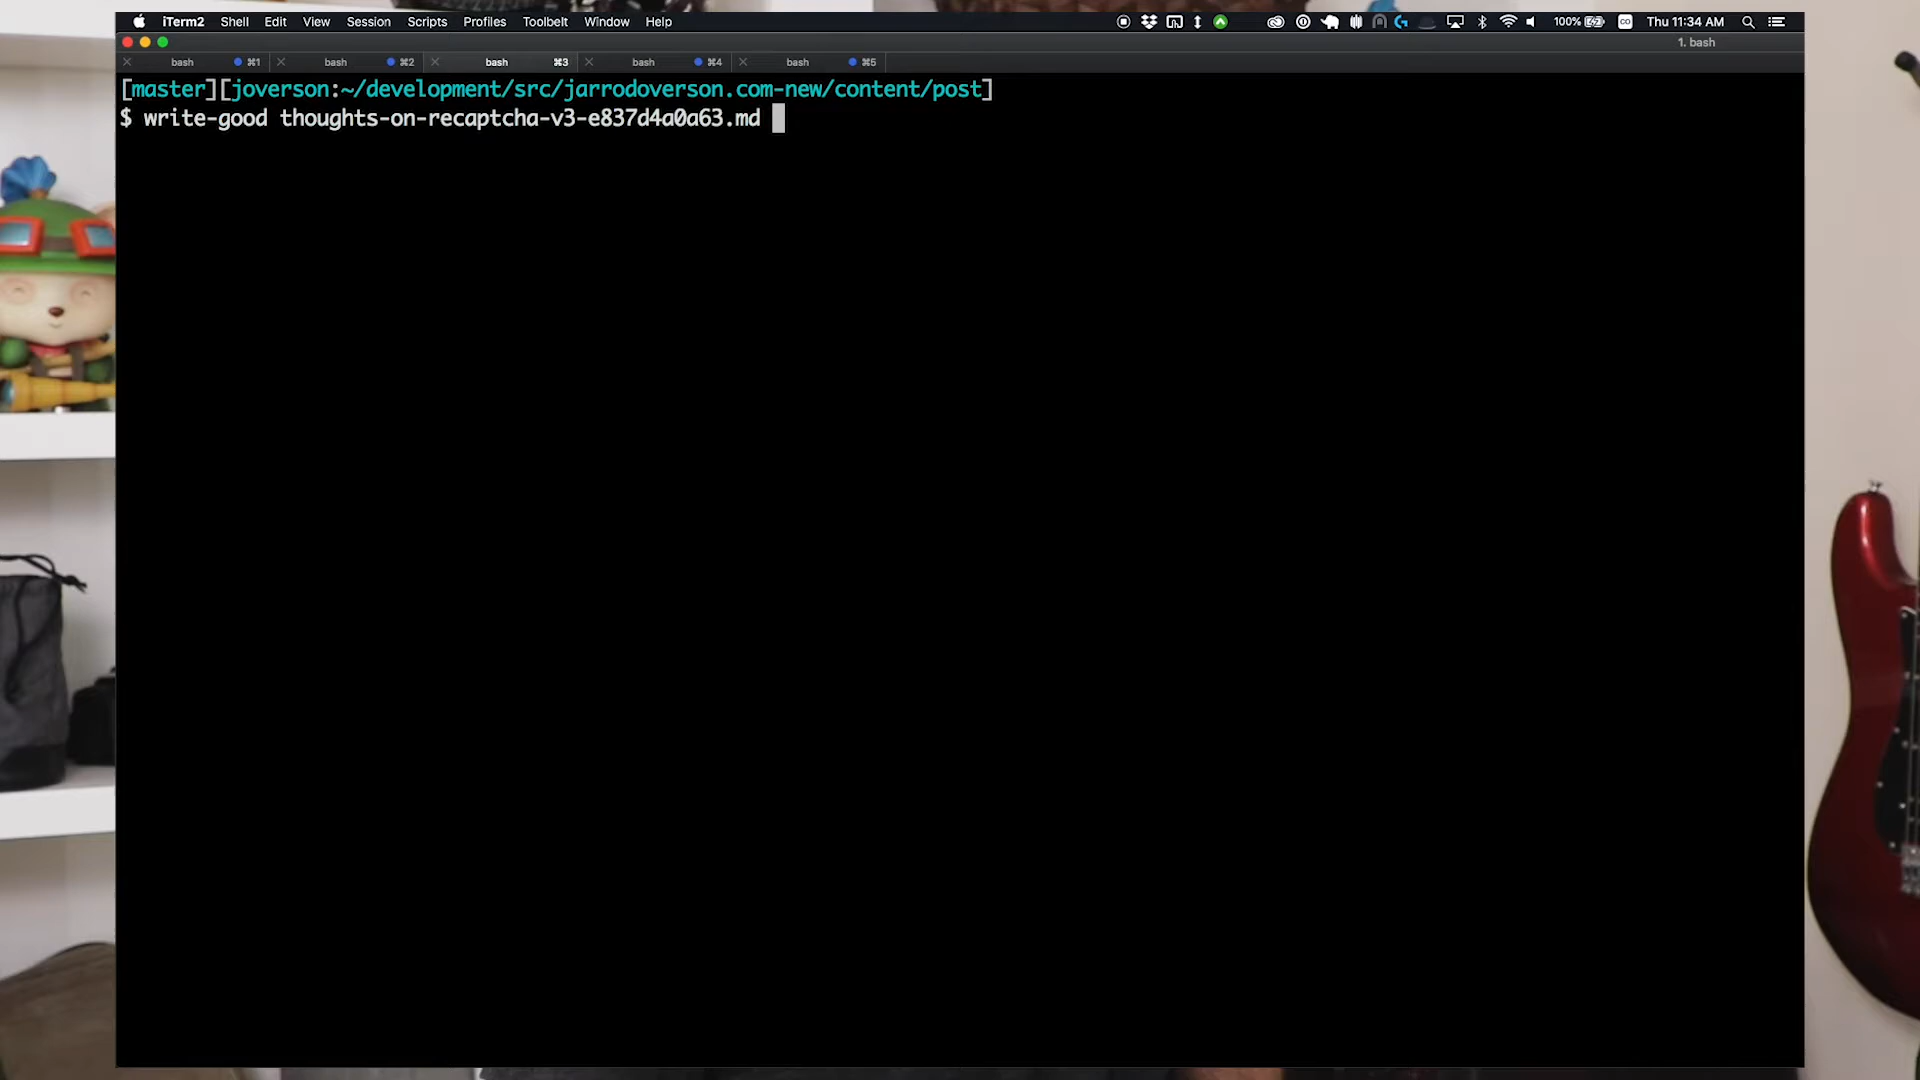 iTerm2 Shell Edit View Session Scripts Profiles Toolbelt Window Help 100% Thu 11:34 AM
1. bash
bash ⌘1 bash ⌘2 bash ⌘3 bash ⌘4 bash ⌘5
[master][joverson:~/development/src/jarrodoverson.com-new/content/post]
$ write-good thoughts-on-recaptcha-v3-e837d4a0a63.md